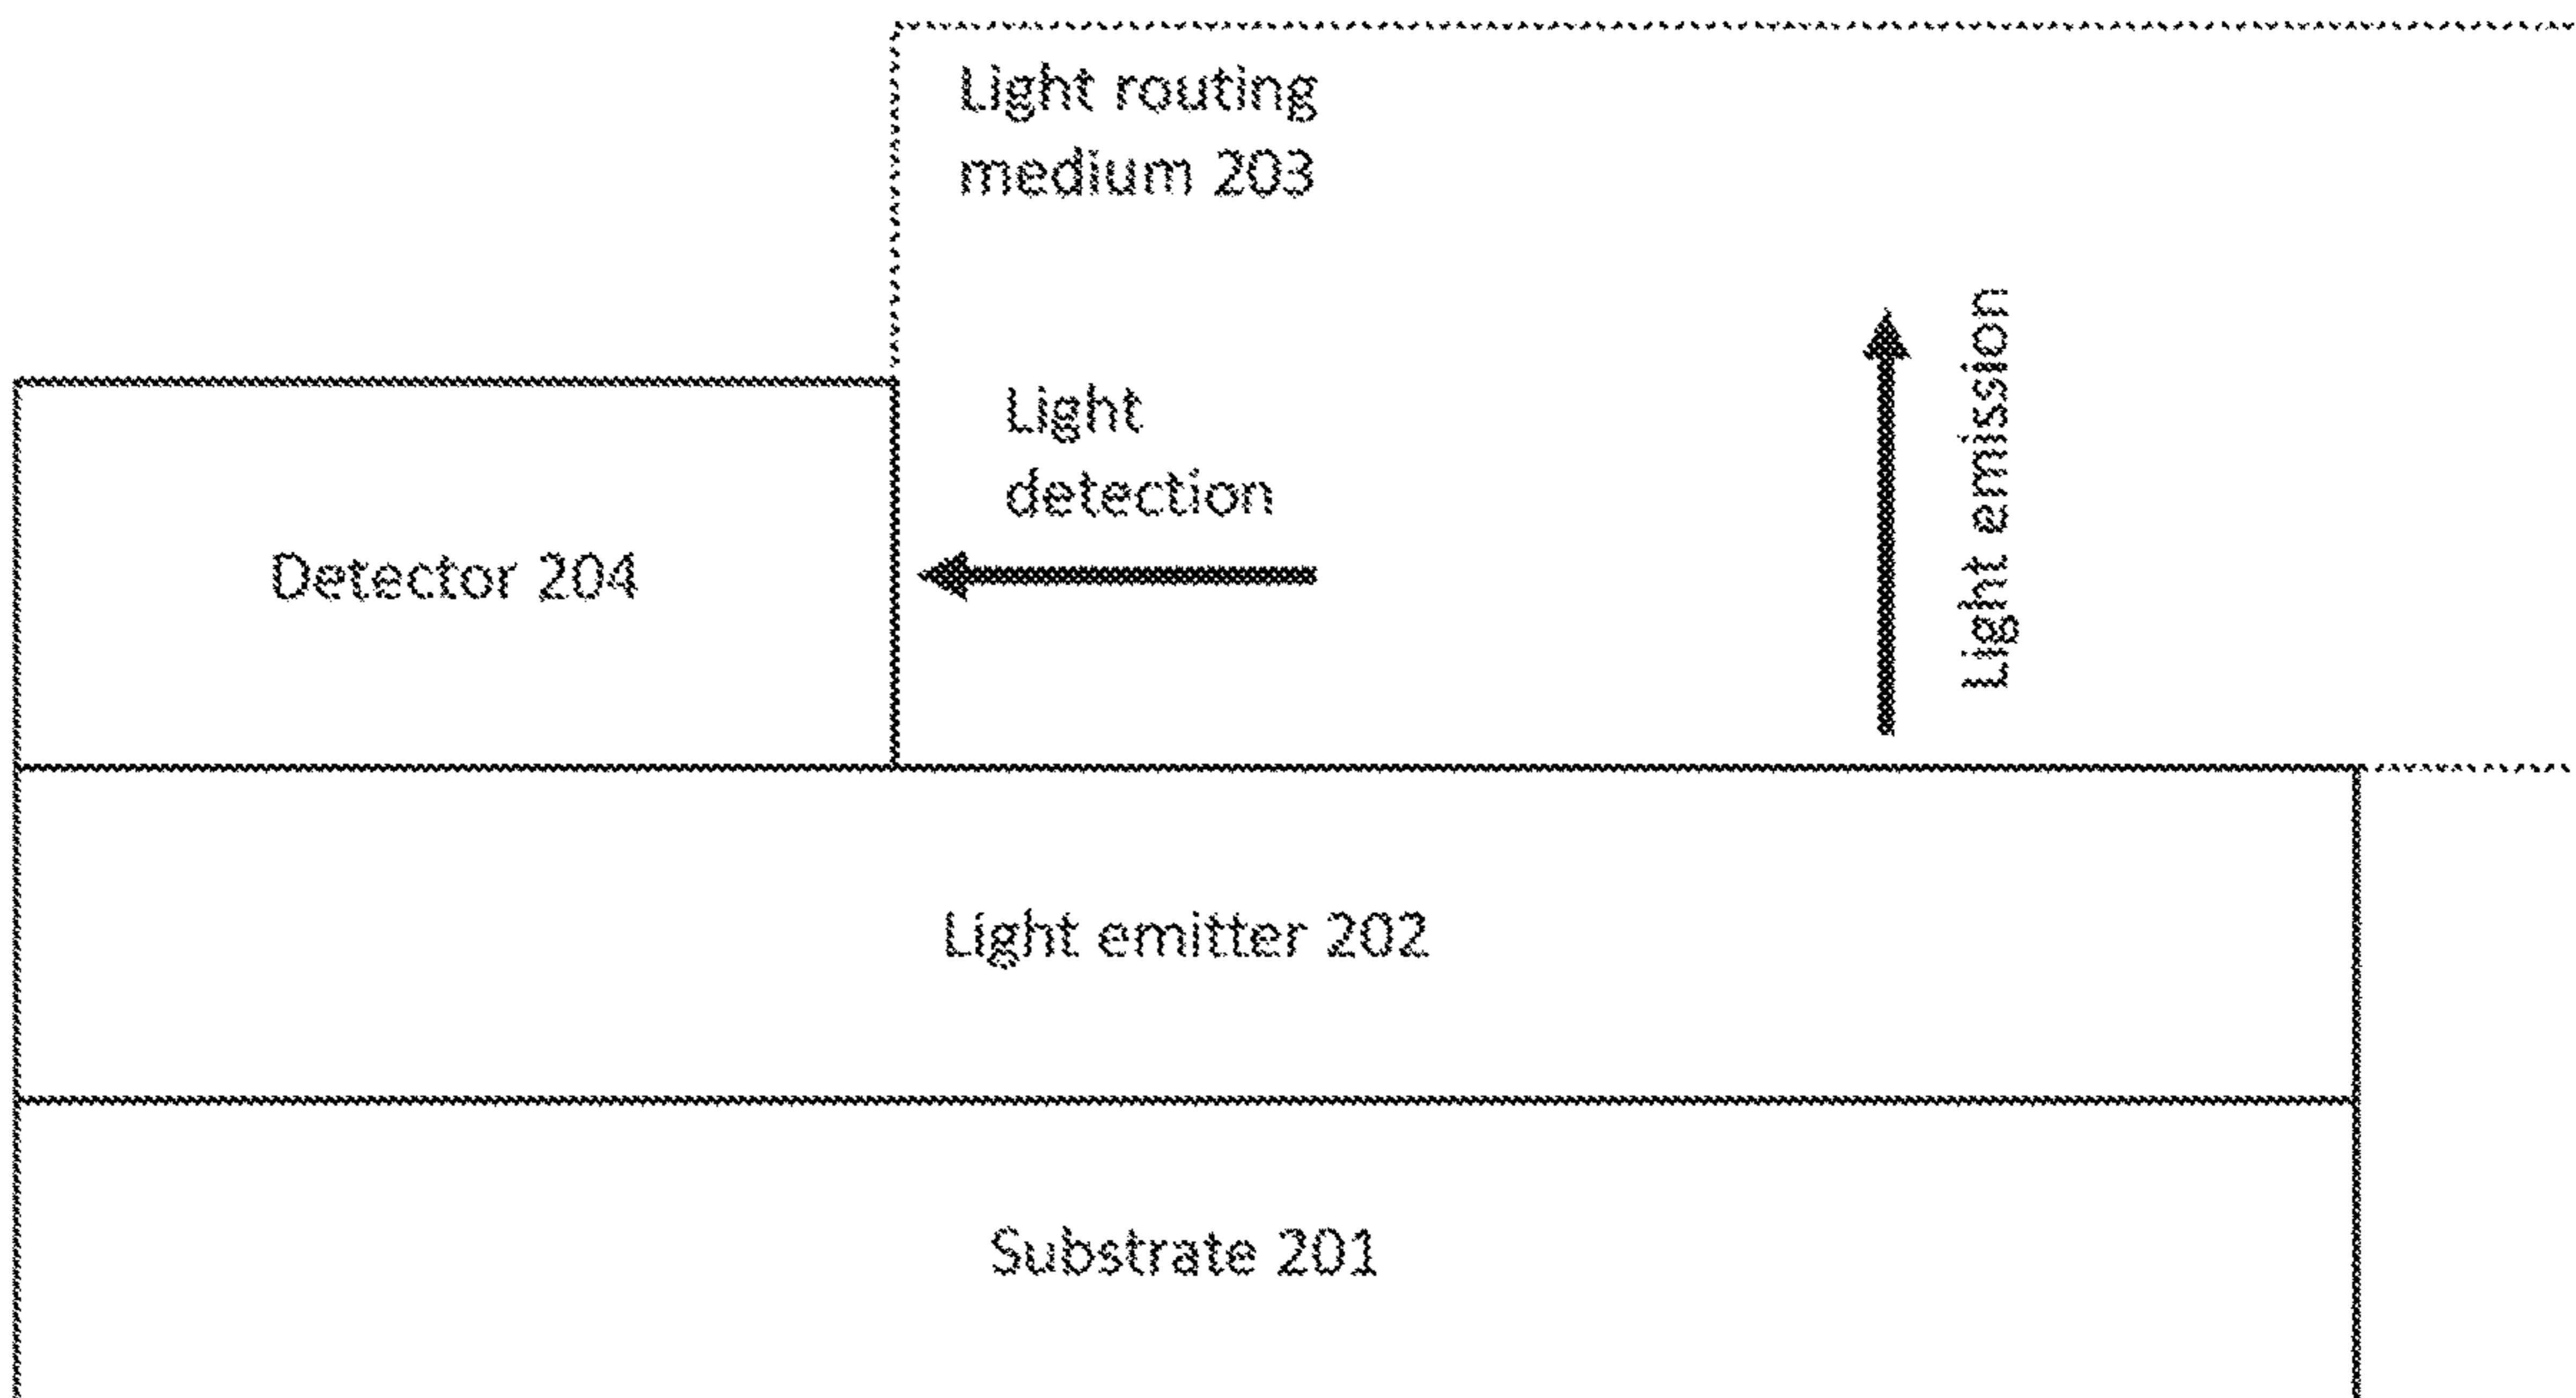 Light routing
medium 203
Light
detection
Light emission
Detector 204
Light emitter 202
Substrate 201